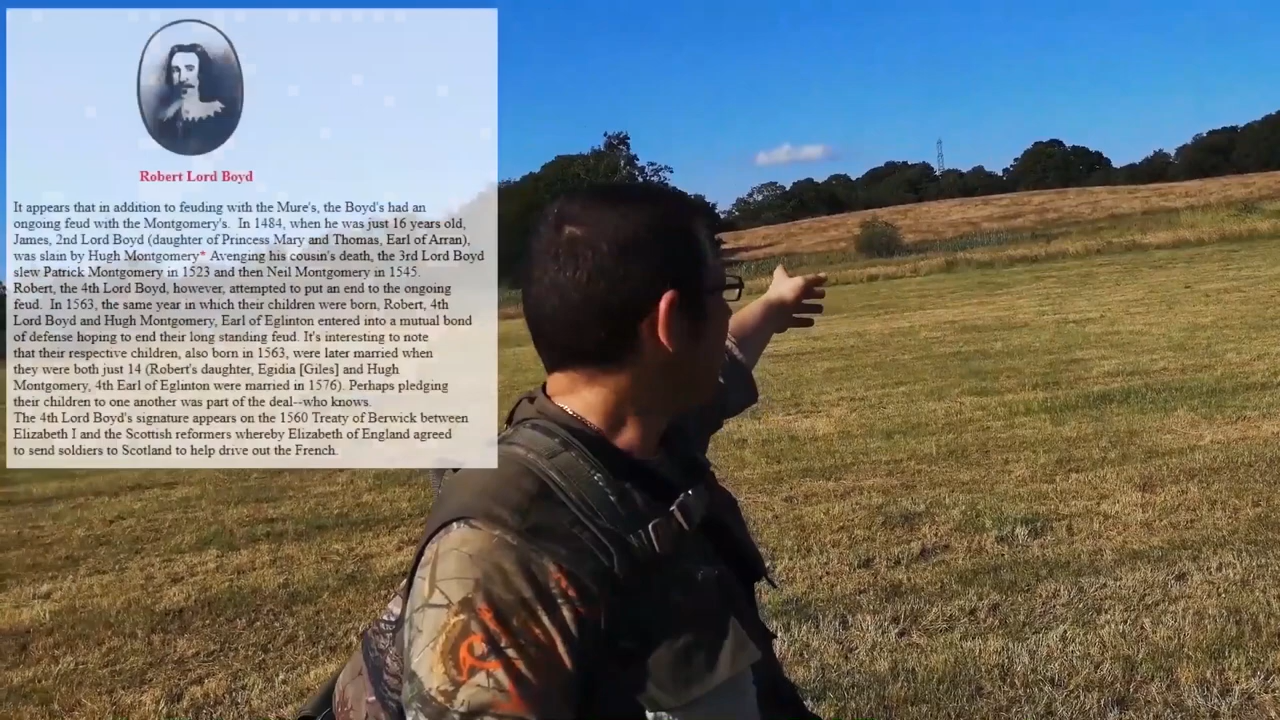 Robert Lord Boyd
It appears that in addition to feuding with the Mure's, the Boyd's had an
ongoing feud with the Montgomery's. In 1484, when he was just 16 years old,
James, 2nd Lord Boyd (daughter of Princess Mary and Thomas, Earl of Arran),
was slain by Hugh Montgomery* Avenging his cousin's death, the 3rd Lord Boyd
slew Patrick Montgomery in 1523 and then Neil Montgomery in 1545.
Robert, the 4th Lord Boyd, however, attempted to put an end to the ongoing
feud. In 1563, the same year in which their children were born, Robert, 4th
Lord Boyd and Hugh Montgomery, Earl of Eglinton entered into a mutual bond
of defense hoping to end their long standing feud. It's interesting to note
that their respective children, also born in 1563, were later married when
they were both just 14 (Robert's daughter, Egidia [Giles] and Hugh
Montgomery, 4th Earl of Eglinton were married in 1576). Perhaps pledging
their children to one another was part of the deal--who knows.
The 4th Lord Boyd's signature appears on the 1560 Treaty of Berwick between
Elizabeth I and the Scottish reformers whereby Elizabeth of England agreed
to send soldiers to Scotland to help drive out the French.